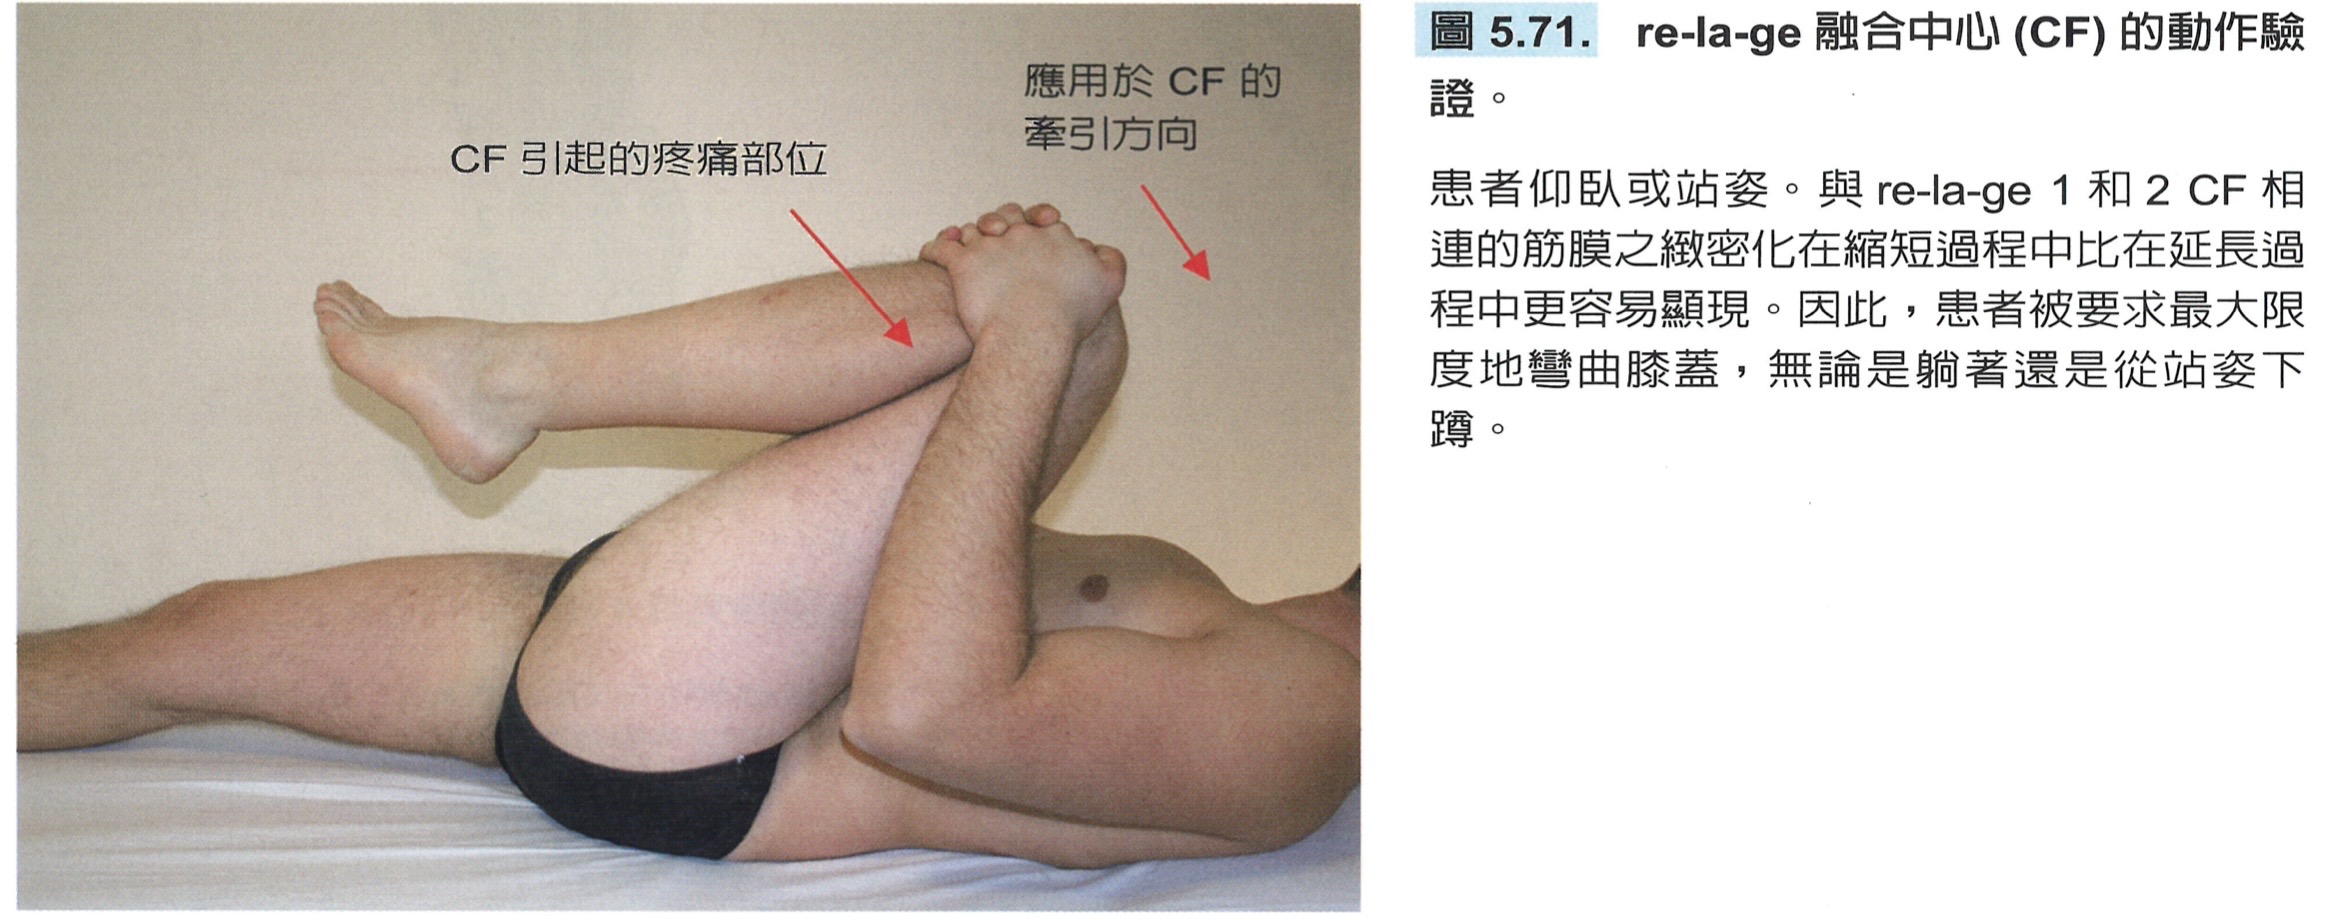 應用於 CF 的
牽引方向
CF 引起的疼痛部位
圖 5.71. re-la-ge 融合中心 (CF) 的動作驗
證。
患者仰臥或站姿。與 re-la-ge 1 和 2 CF 相
連的筋膜之緻密化在縮短過程中比在延長過
程中更容易顯現。因此，患者被要求最大限
度地彎曲膝蓋，無論是躺著還是從站姿下
蹲。